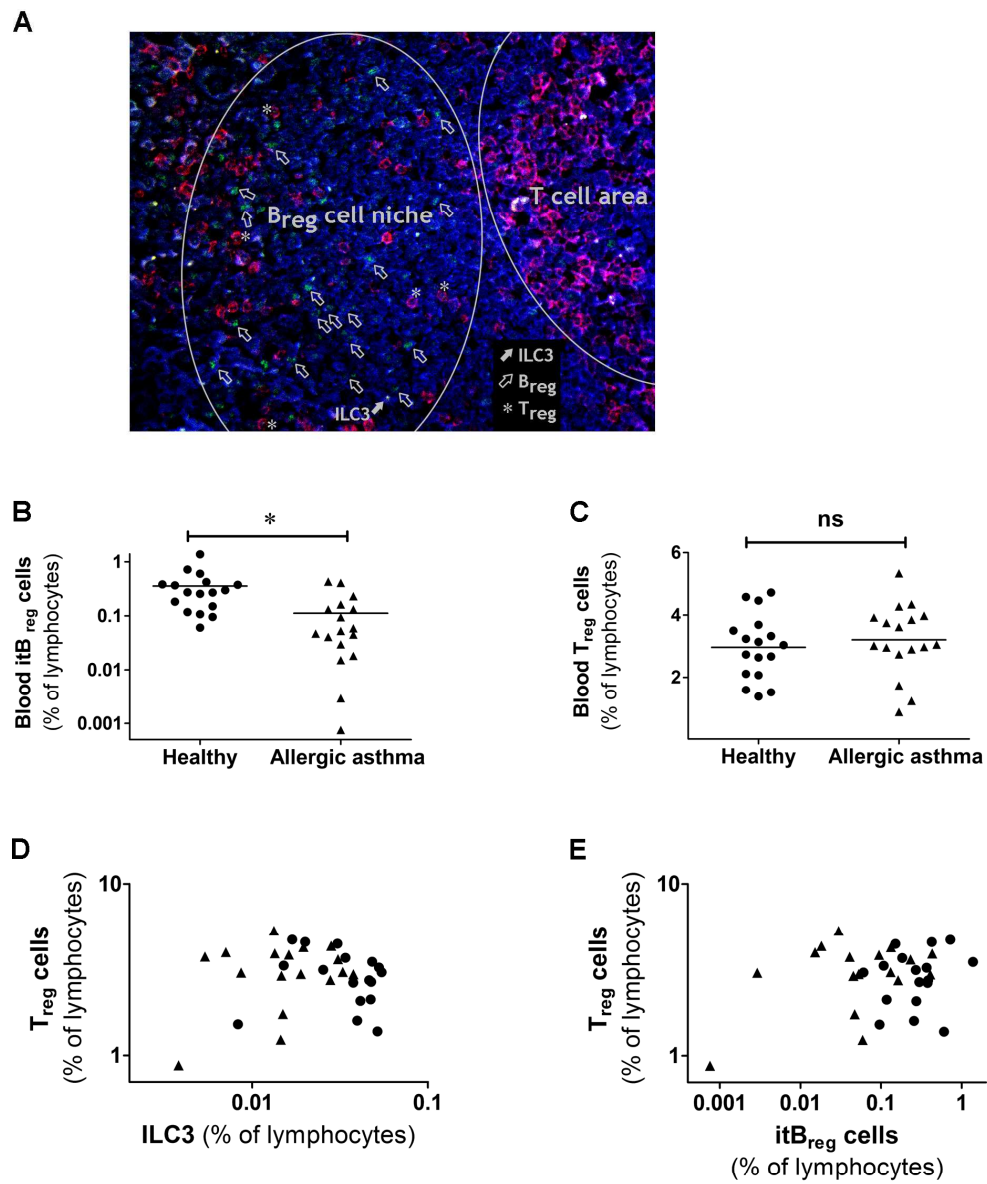 A
Breg cell niche
T cell area
ILC3
Breg
* Treg
ILC3
B
*
Blood itBreg cells
(% of lymphocytes)
1
0.1
0.01
0.001
Healthy
Allergic asthma
C
ns
Blood Treg cells
(% of lymphocytes)
6
4
2
Healthy
Allergic asthma
D
Treg cells
(% of lymphocytes)
10
1
0.01
0.1
ILC3 (% of lymphocytes)
E
Treg cells
(% of lymphocytes)
10
1
0.001
0.01
0.1
1
itBreg cells
(% of lymphocytes)